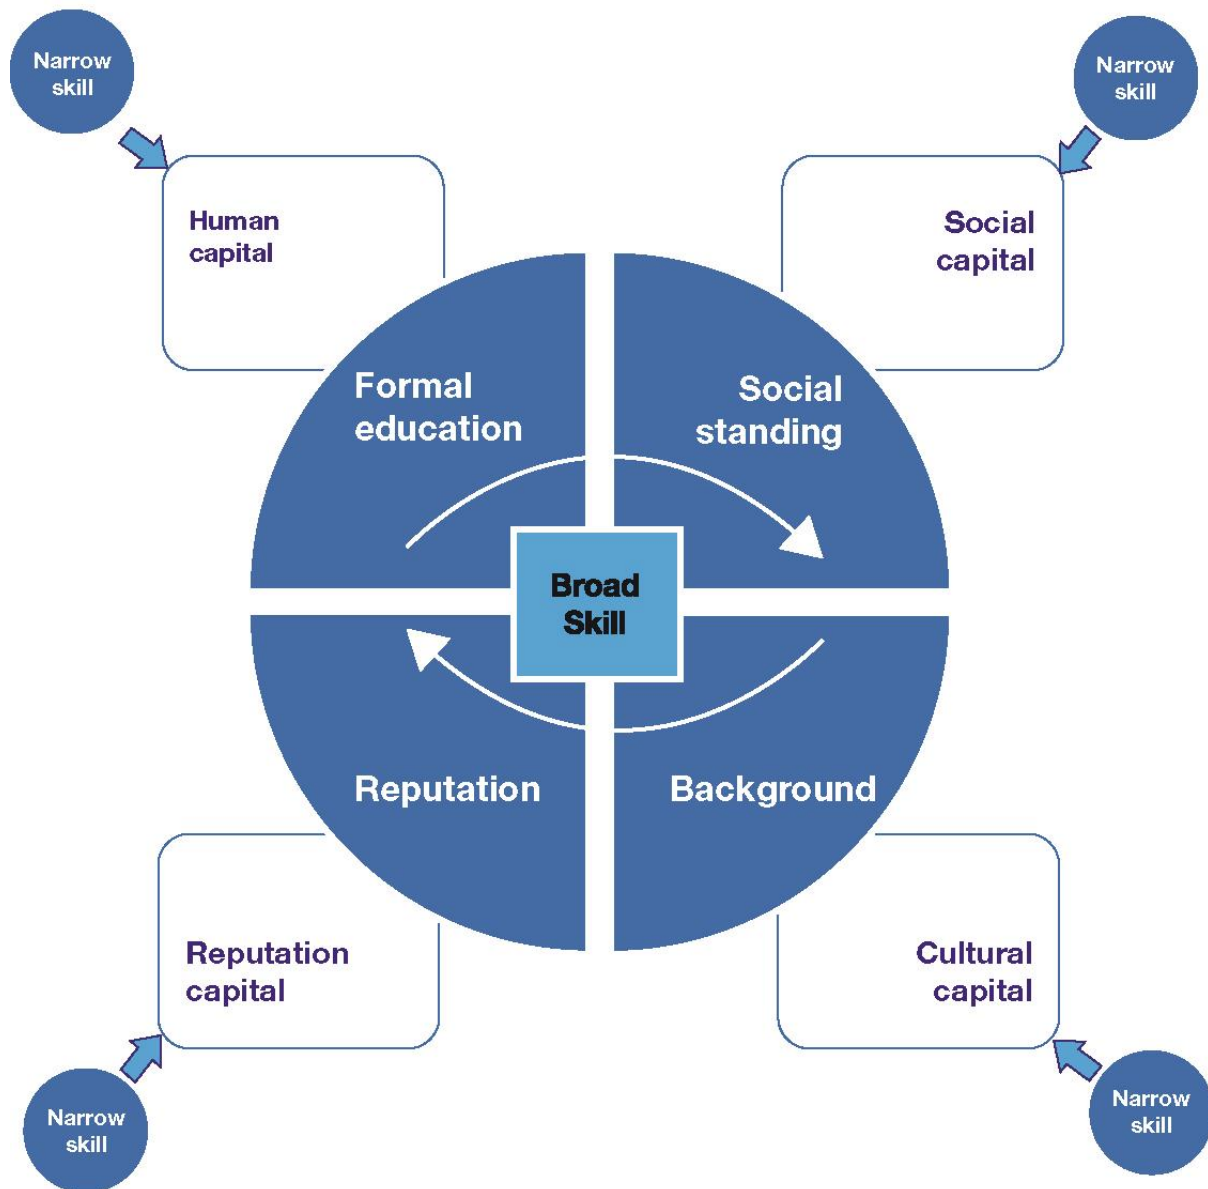 Narrow
skill
Narrow
skill
Human
capital
Social
capital
Formal
education
Social
standing
Broad
Skill
Reputation
Background
Reputation
capital
Cultural
capital
Narrow
skill
Narrow
skill